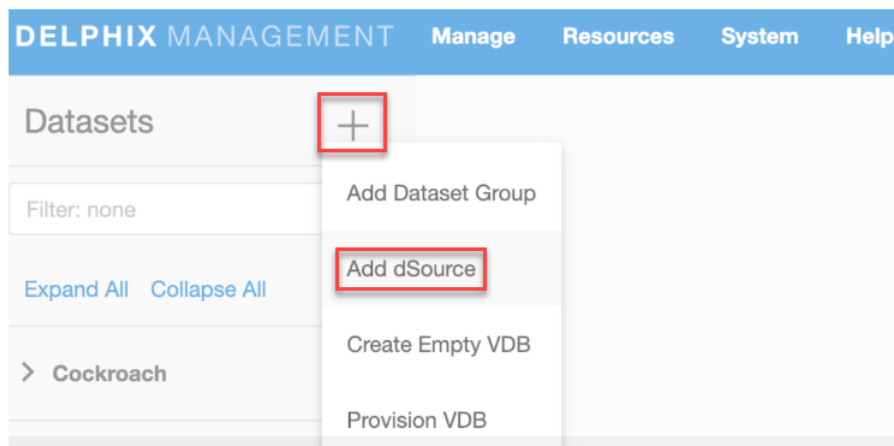 DELPHIX MANAGEMENT Manage Resources System Help
Datasets +
Add Dataset Group
Filter: none
Add dSource
Expand All Collapse All
Create Empty VDB
> Cockroach
Provision VDB